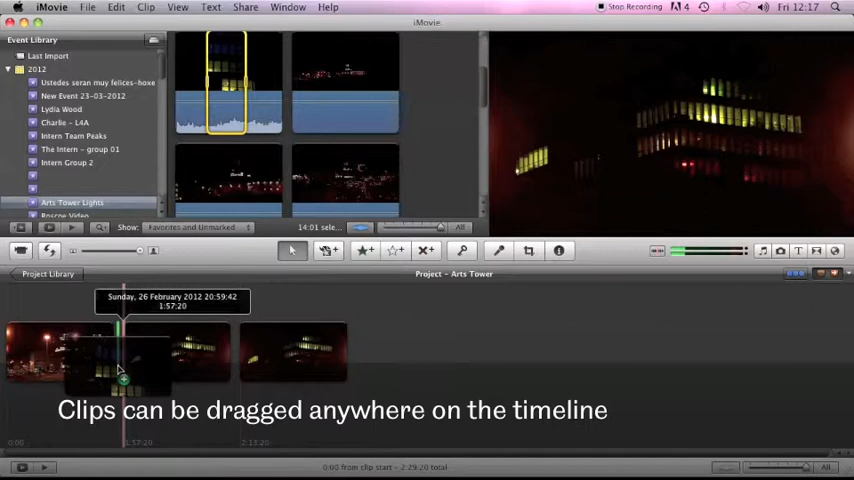 iMovie File Edit Clip View Text Share Window Help Stop Recording 4 Fri 12:17
iMovie
Event Library
Last Import
2012
Ustedes seran muy felices-hoxe
New Event 23-03-2012
Lydia Wood
Charlie - L4A
Intern Team Peaks
The Intern - group 01
Intern Group 2
Arts Tower Lights
Roscoe Video
Show: Favorites and Unmarked 14:01 sele... All
Project Library Project - Arts Tower
Sunday, 26 February 2012 20:59:42
1:57:20
Clips can be dragged anywhere on the timeline
0:00 1:57:20 2:13:20
0:00 from clip start - 2:29:20 total All